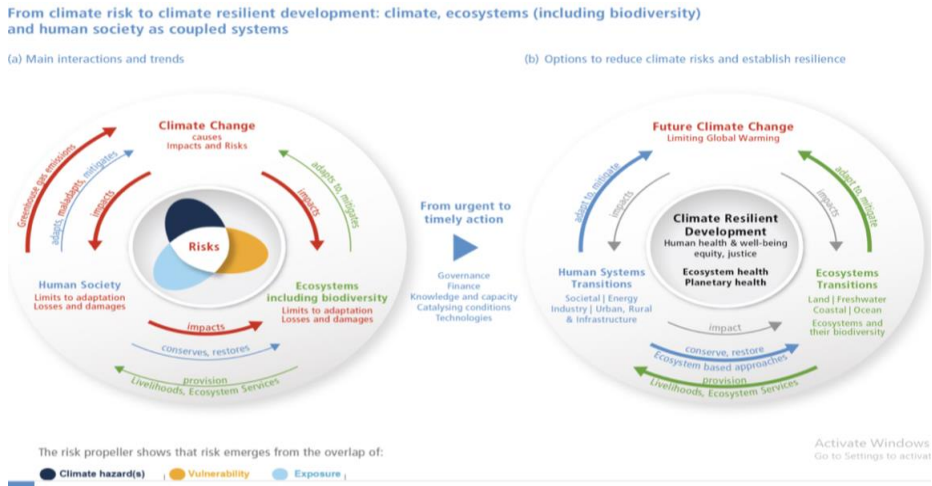 From climate risk to climate resilient development: climate, ecosystems (including biodiversity)
and human society as coupled systems
(a) Main interactions and trends
(b) Options to reduce climate risks and establish resilience
Climate Change
causes
Impacts and Risks
Greenhouse gas emissions
adapts, maladapts, mitigates
impacts
impacts
adapts to, mitigates
Risks
Human Society
Limits to adaptation
Losses and damages
Ecosystems
including biodiversity
Limits to adaptation
Losses and damages
impacts
conserves, restores
provision
Livelihoods, Ecosystem Services
From urgent to
timely action
Governance
Finance
Knowledge and capacity
Catalysing conditions
Technologies
Future Climate Change
Limiting Global Warming
adapt to, mitigate
impacts
impacts
adapt to, mitigate
Climate Resilient
Development
Human health & well-being
equity, justice
Ecosystem health
Planetary health
Human Systems
Transitions
Societal | Energy
Industry | Urban, Rural
& Infrastructure
Ecosystems
Transitions
Land | Freshwater
Coastal | Ocean
Ecosystems and
their biodiversity
impact
conserve, restore
Ecosystem based approaches
provision
Livelihoods, Ecosystem Services
The risk propeller shows that risk emerges from the overlap of:
Climate hazard(s)
Vulnerability
Exposure
Activate Windows
Go to Settings to activat